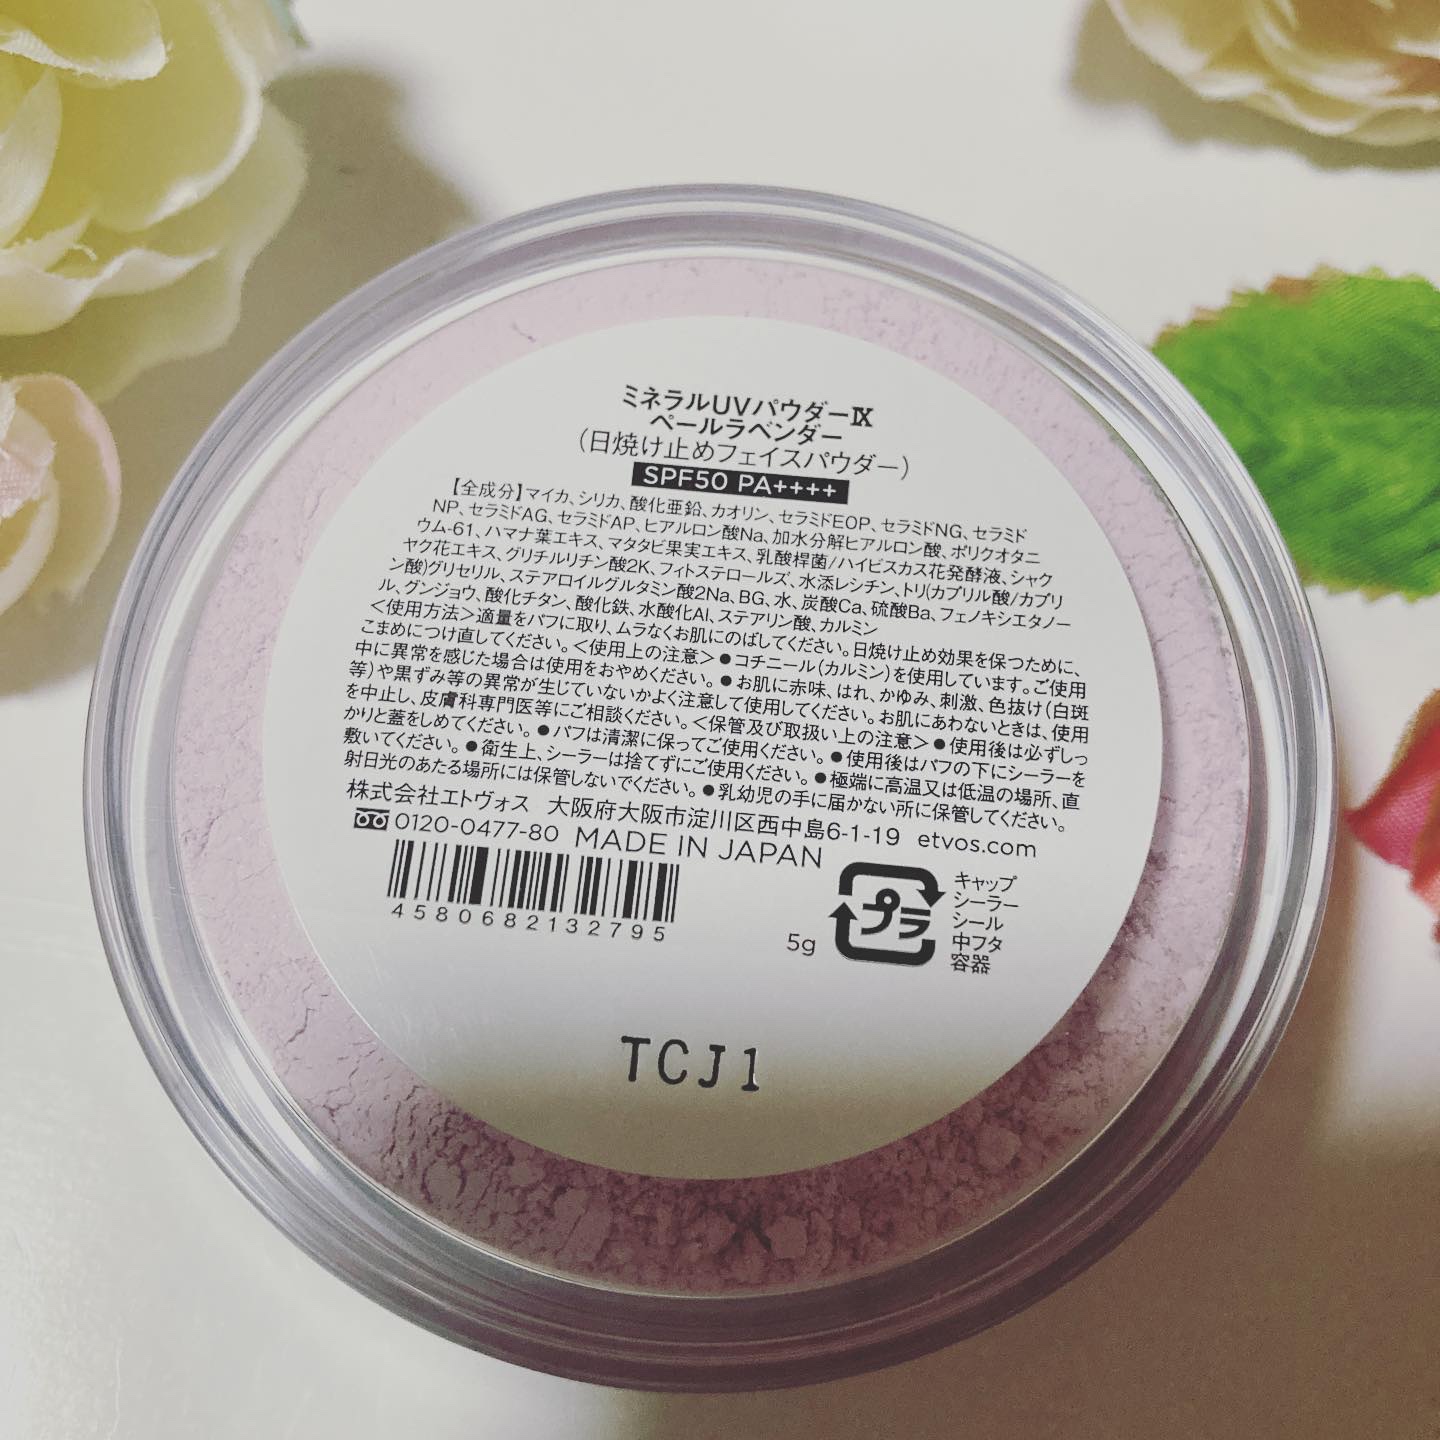 ミネラルUVパウダーⅨ
ペールラベンダー
（日焼け止めフェイスパウダー）
SPF50 PA++++
【全成分】マイカ、シリカ、酸化亜鉛、カオリン、セラミドEOP、セラミドNG、セラミド
NP、セラミドAG、セラミドAP、ヒアルロン酸Na、加水分解ヒアルロン酸、ポリクオタニ
ウム-61、ハマナ葉エキス、マタタビ果実エキス、乳酸桿菌/ハイビスカス花発酵液、シャク
ヤク花エキス、グリチルリチン酸2K、フィトステロールズ、水添レシチン、トリ(カプリル酸/カプリ
ン酸)グリセリル、ステアロイルグルタミン酸2Na、BG、水、炭酸Ca、硫酸Ba、フェノキシエタノー
ル、グンジョウ、酸化チタン、酸化鉄、水酸化Al、ステアリン酸、カルミン
＜使用方法＞適量をパフに取り、ムラなくお肌にのばしてください。日焼け止め効果を保つために、
こまめにつけ直してください。＜使用上の注意＞●コチニール（カルミン）を使用しています。ご使用
中に異常を感じた場合は使用をおやめください。●お肌に赤味、はれ、かゆみ、刺激、色抜け（白斑
等）や黒ずみ等の異常が生じていないかよく注意して使用してください。お肌にあわないときは、使用
を中止し、皮膚科専門医等にご相談ください。＜保管及び取扱い上の注意＞●使用後は必ずしっ
かりと蓋をしめてください。●パフは清潔に保ってご使用ください。●使用後はパフの下にシーラーを
敷いてください。●衛生上、シーラーは捨てずにご使用ください。●極端に高温又は低温の場所、直
射日光のあたる場所には保管しないでください。●乳幼児の手に届かない所に保管してください。
株式会社エトヴォス 大阪府大阪市淀川区西中島6-1-19 etvos.com
0120-0477-80 MADE IN JAPAN
4580682132795
5g
プラ
キャップ
シーラー
シール
中フタ
容器
TCJ1